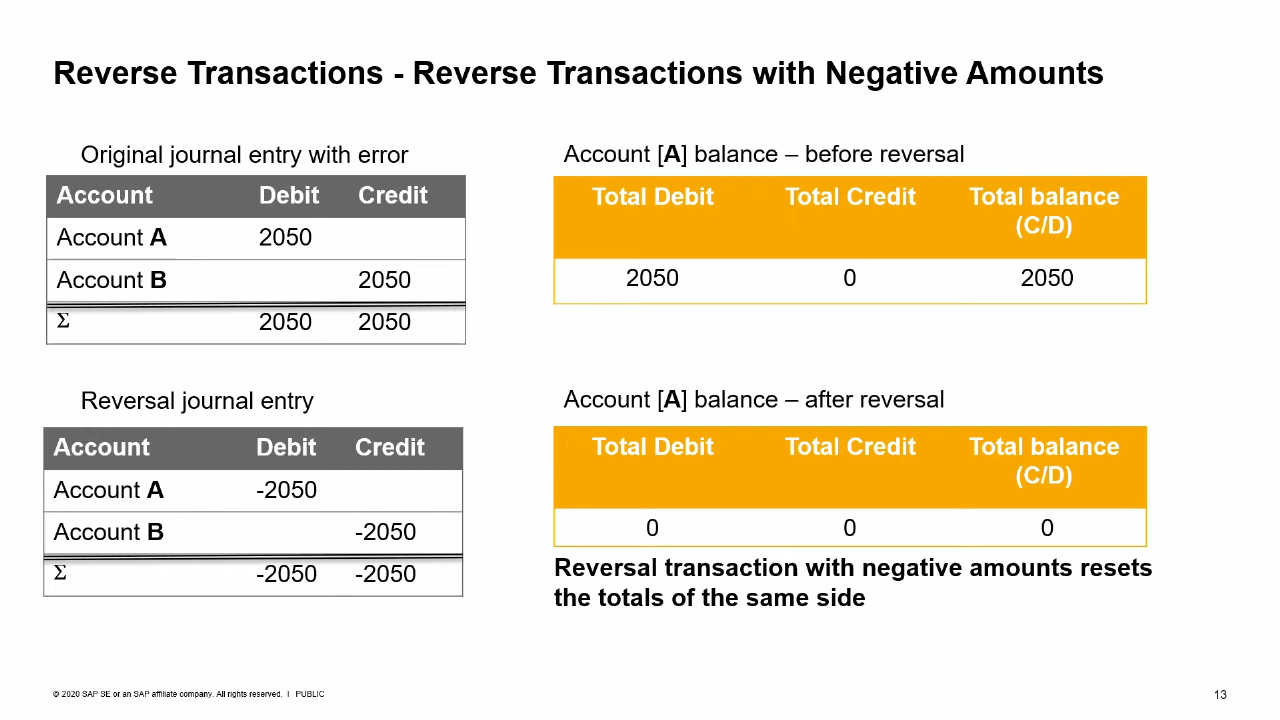 Reverse Transactions - Reverse Transactions with Negative Amounts
Original journal entry with error
Account Debit Credit
Account A 2050
Account B 2050
Σ 2050 2050
Account [A] balance – before reversal
Total Debit Total Credit Total balance
(C/D)
2050 0 2050
Reversal journal entry
Account Debit Credit
Account A -2050
Account B -2050
Σ -2050 -2050
Account [A] balance – after reversal
Total Debit Total Credit Total balance
(C/D)
0 0 0
Reversal transaction with negative amounts resets
the totals of the same side
© 2020 SAP SE or an SAP affiliate company. All rights reserved. I PUBLIC
13